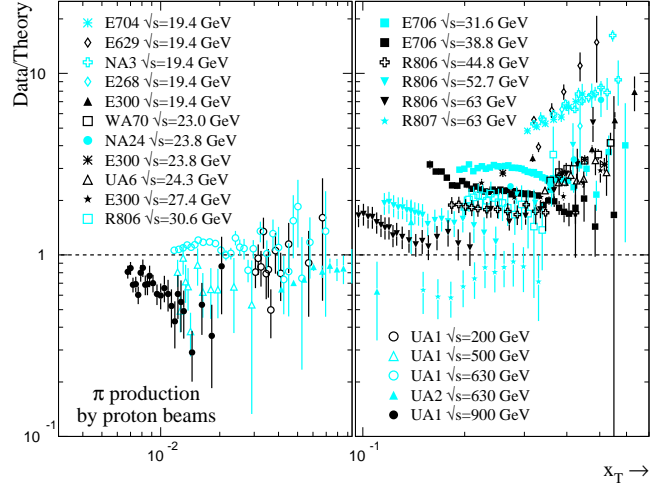 Data/Theory
10
1
10⁻¹
E704 √s=19.4 GeV
E629 √s=19.4 GeV
NA3 √s=19.4 GeV
E268 √s=19.4 GeV
E300 √s=19.4 GeV
WA70 √s=23.0 GeV
NA24 √s=23.8 GeV
E300 √s=23.8 GeV
UA6 √s=24.3 GeV
E300 √s=27.4 GeV
R806 √s=30.6 GeV
π production
by proton beams
E706 √s=31.6 GeV
E706 √s=38.8 GeV
R806 √s=44.8 GeV
R806 √s=52.7 GeV
R806 √s=63 GeV
R807 √s=63 GeV
UA1 √s=200 GeV
UA1 √s=500 GeV
UA1 √s=630 GeV
UA2 √s=630 GeV
UA1 √s=900 GeV
10⁻²
10⁻¹
1
x_T →